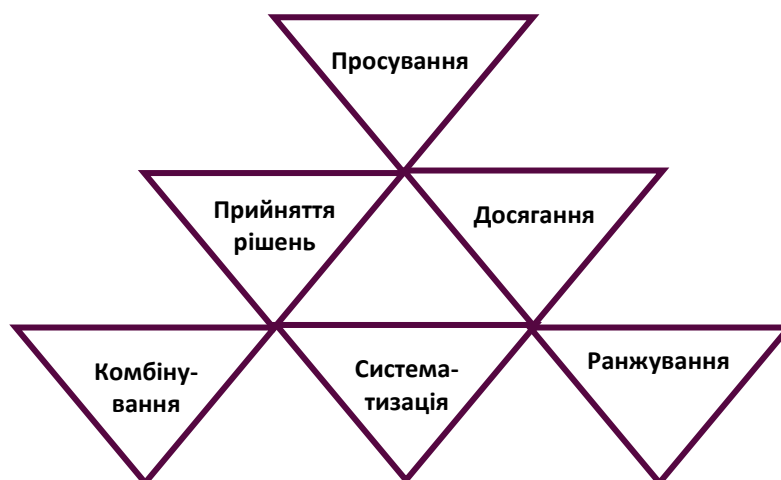 Просування
Прийняття
рішень
Досягання
Комбіну-
вання
Система-
тизація
Ранжування